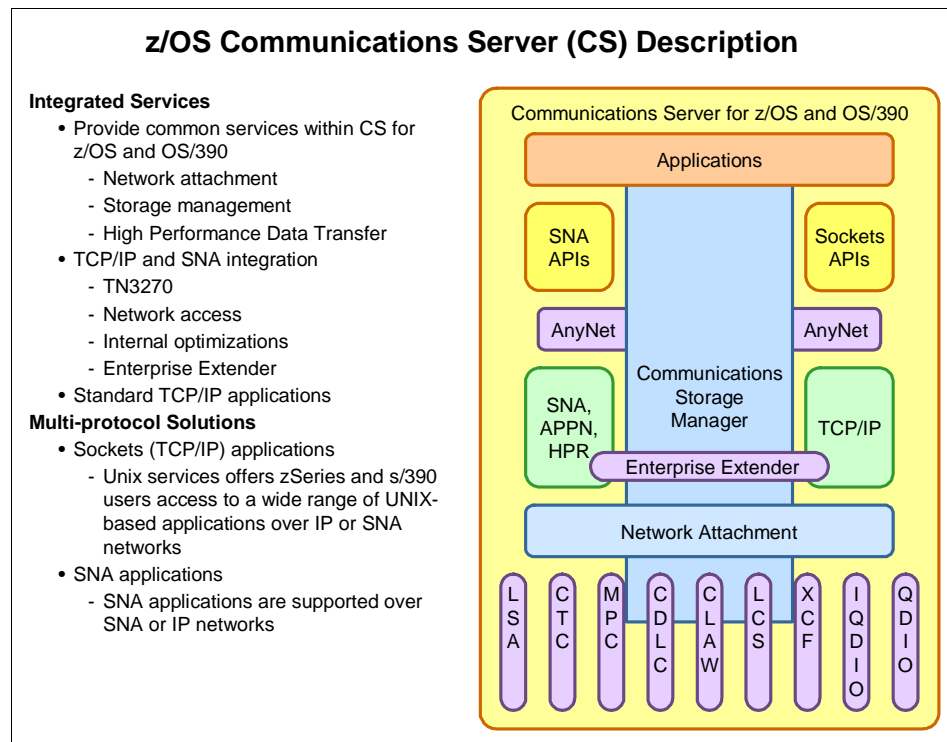 z/OS Communications Server (CS) Description
Integrated Services
• Provide common services within CS for
z/OS and OS/390
- Network attachment
- Storage management
- High Performance Data Transfer
• TCP/IP and SNA integration
- TN3270
- Network access
- Internal optimizations
- Enterprise Extender
• Standard TCP/IP applications
Multi-protocol Solutions
• Sockets (TCP/IP) applications
- Unix services offers zSeries and s/390
users access to a wide range of UNIX-
based applications over IP or SNA
networks
• SNA applications
- SNA applications are supported over
SNA or IP networks
Communications Server for z/OS and OS/390
Applications
SNA
APIs
Sockets
APIs
AnyNet
AnyNet
Communications
Storage
Manager
SNA,
APPN,
HPR
TCP/IP
Enterprise Extender
Network Attachment
LSA
CTC
MPC
CDLC
CLAW
LCS
XCF
IQDIO
QDIO